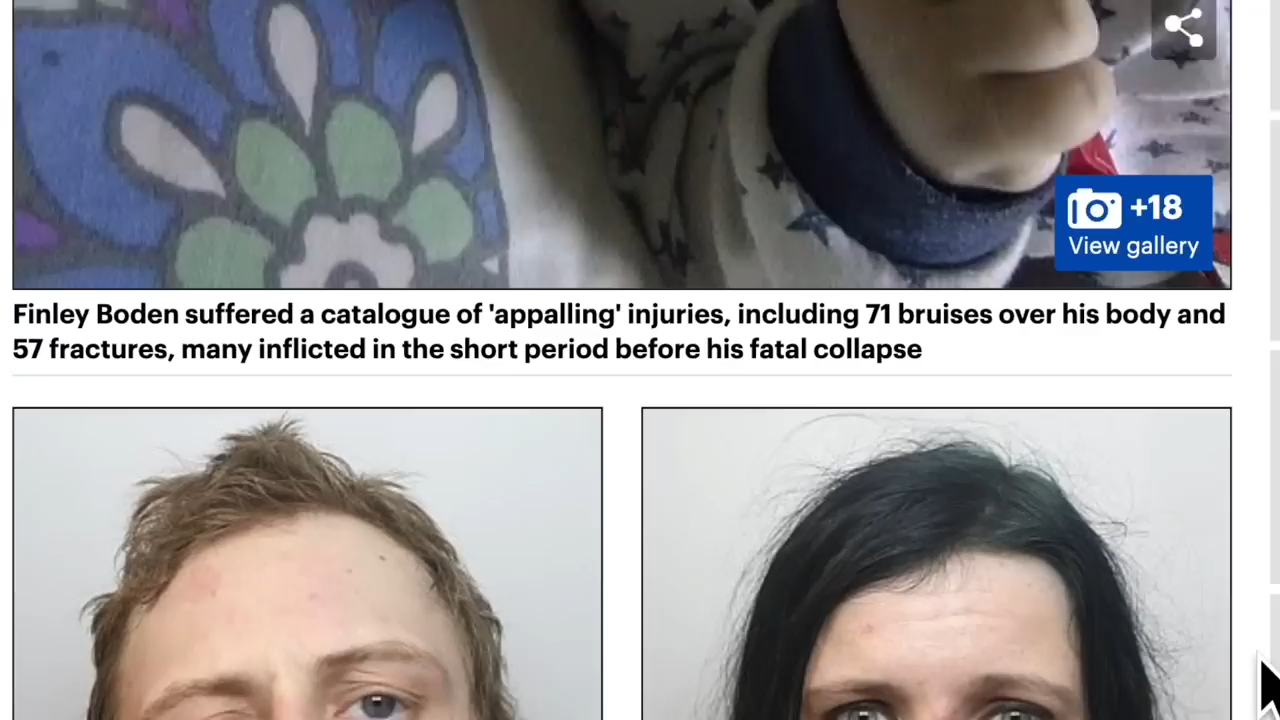 +18
View gallery
Finley Boden suffered a catalogue of 'appalling' injuries, including 71 bruises over his body and
57 fractures, many inflicted in the short period before his fatal collapse